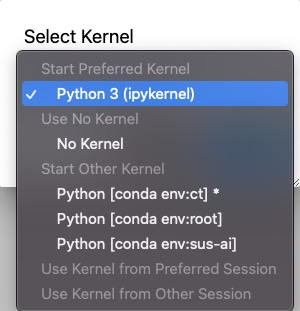 Select Kernel
Start Preferred Kernel
✓ Python 3 (ipykernel)
Use No Kernel
No Kernel
Start Other Kernel
Python [conda env:ct] *
Python [conda env:root]
Python [conda env:sus-ai]
Use Kernel from Preferred Session
Use Kernel from Other Session